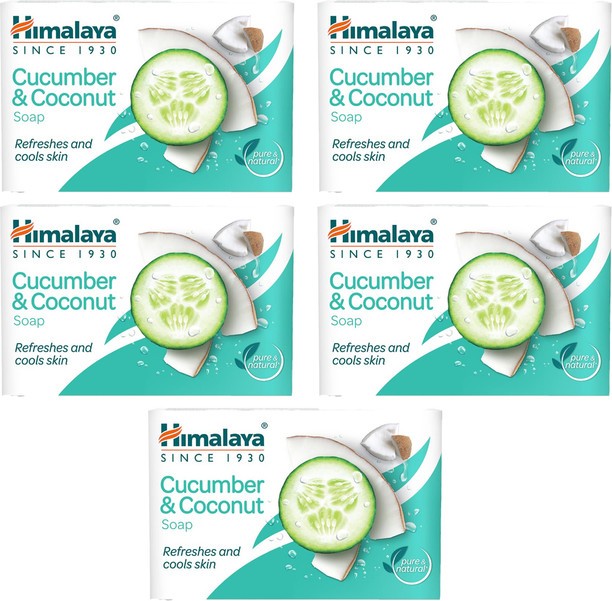 Himalaya®
SINCE 1930
Cucumber
& Coconut
Soap
Refreshes and
cools skin
pure &
natural*
Himalaya®
SINCE 1930
Cucumber
& Coconut
Soap
Refreshes and
cools skin
pure &
natural*
Himalaya®
SINCE 1930
Cucumber
& Coconut
Soap
Refreshes and
cools skin
pure &
natural*
Himalaya®
SINCE 1930
Cucumber
& Coconut
Soap
Refreshes and
cools skin
pure &
natural*
Himalaya®
SINCE 1930
Cucumber
& Coconut
Soap
Refreshes and
cools skin
pure &
natural*